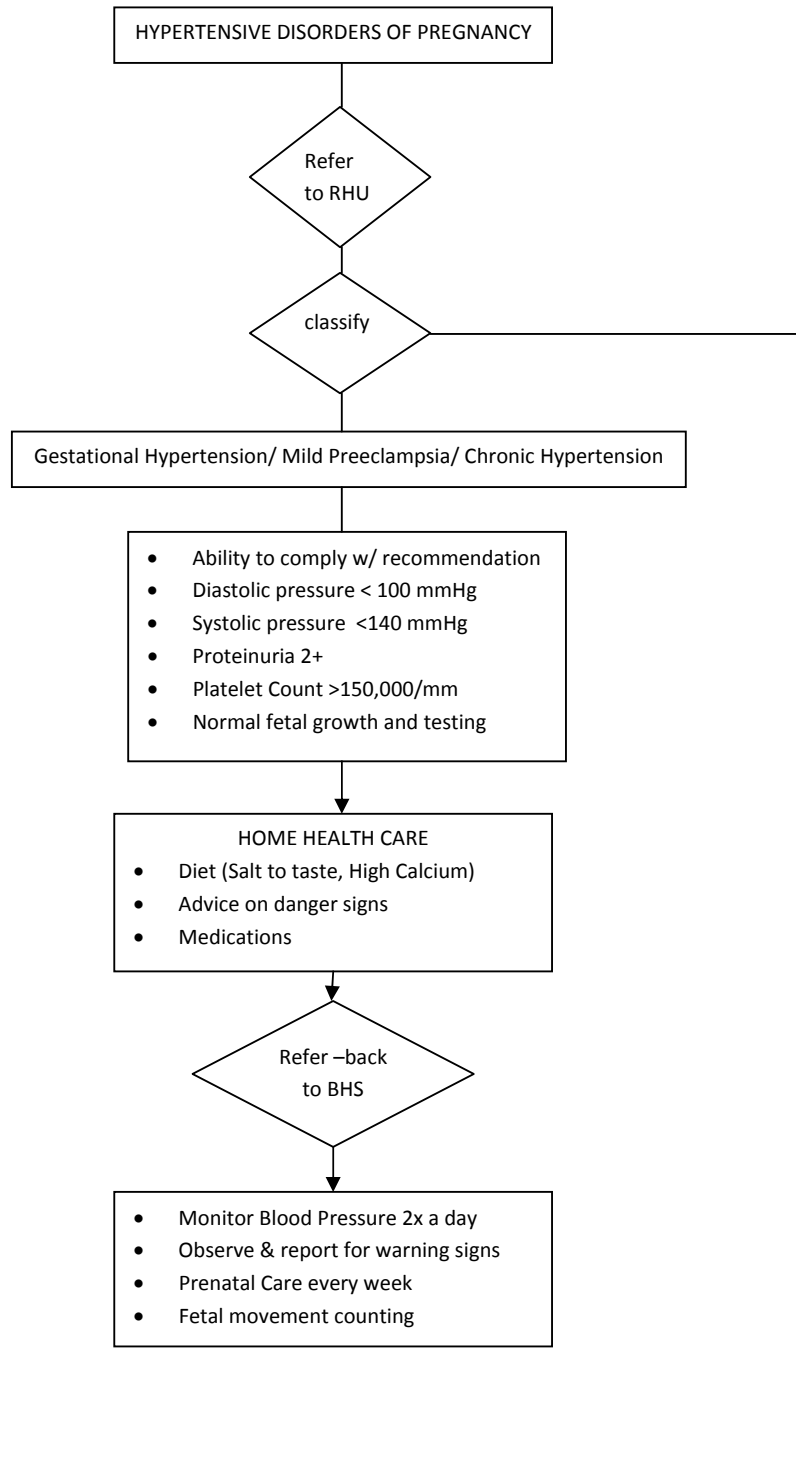 HYPERTENSIVE DISORDERS OF PREGNANCY
Refer
to RHU
classify
Gestational Hypertension/ Mild Preeclampsia/ Chronic Hypertension
• Ability to comply w/ recommendation
• Diastolic pressure < 100 mmHg
• Systolic pressure <140 mmHg
• Proteinuria 2+
• Platelet Count >150,000/mm
• Normal fetal growth and testing
HOME HEALTH CARE
• Diet (Salt to taste, High Calcium)
• Advice on danger signs
• Medications
Refer –back
to BHS
• Monitor Blood Pressure 2x a day
• Observe & report for warning signs
• Prenatal Care every week
• Fetal movement counting